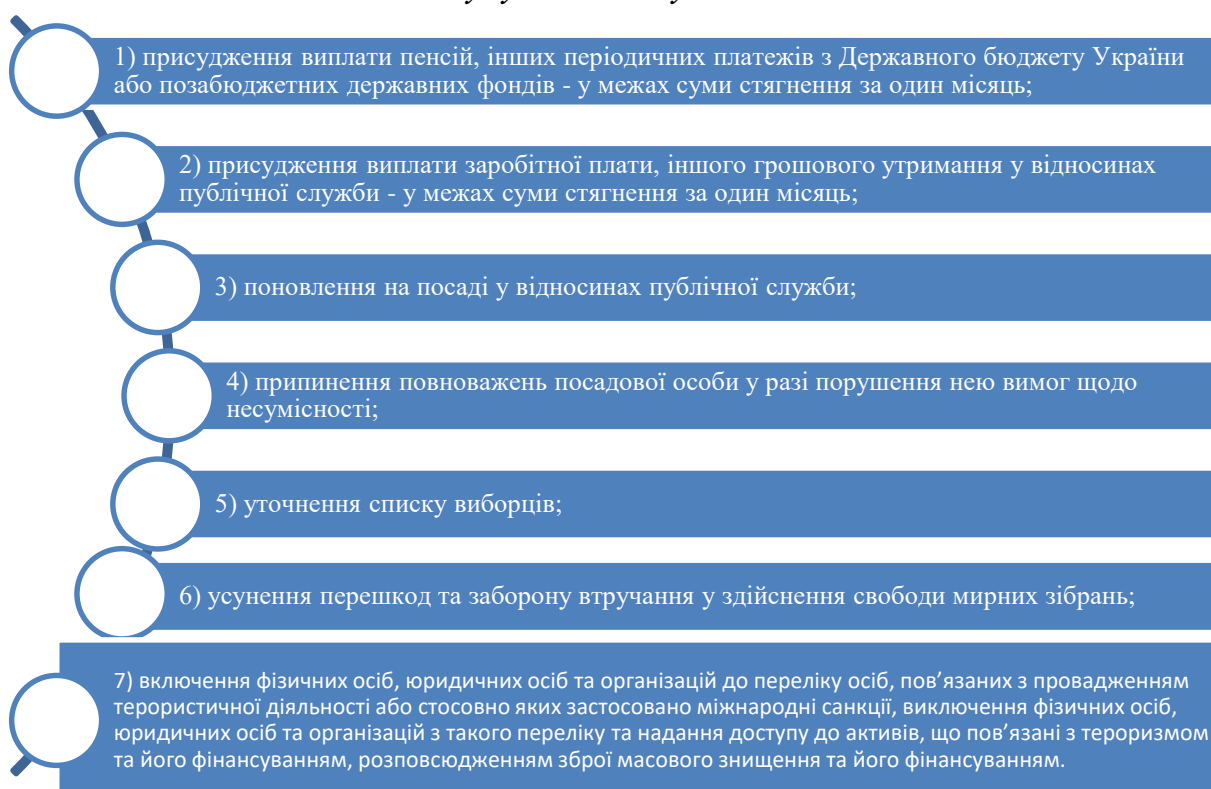 1) присудження виплати пенсій, інших періодичних платежів з Державного бюджету України
або позабюджетних державних фондів - у межах суми стягнення за один місяць;
2) присудження виплати заробітної плати, іншого грошового утримання у відносинах
публічної служби - у межах суми стягнення за один місяць;
3) поновлення на посаді у відносинах публічної служби;
4) припинення повноважень посадової особи у разі порушення нею вимог щодо
несумісності;
5) уточнення списку виборців;
6) усунення перешкод та заборону втручання у здійснення свободи мирних зібрань;
7) включення фізичних осіб, юридичних осіб та організацій до переліку осіб, пов’язаних з провадженням
терористичної діяльності або стосовно яких застосовано міжнародні санкції, виключення фізичних осіб,
юридичних осіб та організацій з такого переліку та надання доступу до активів, що пов’язані з тероризмом
та його фінансуванням, розповсюдженням зброї масового знищення та його фінансуванням.